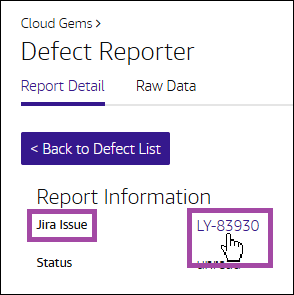 Cloud Gems >
Defect Reporter
Report Detail Raw Data
< Back to Defect List
Report Information
Jira Issue LY-83930
Status